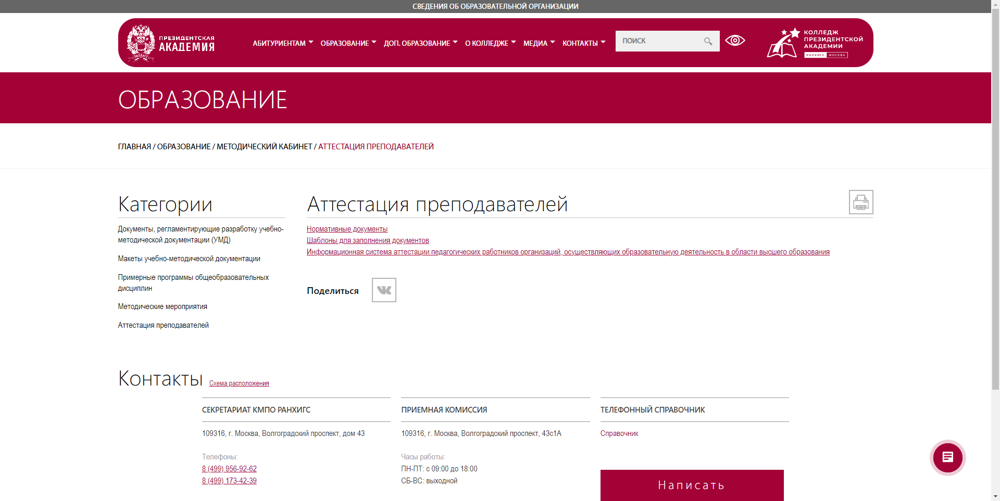 СВЕДЕНИЯ ОБ ОБРАЗОВАТЕЛЬНОЙ ОРГАНИЗАЦИИ
ПРЕЗИДЕНТСКАЯ
АКАДЕМИЯ
РАНХИГС
АБИТУРИЕНТАМ
ОБРАЗОВАНИЕ
ДОП. ОБРАЗОВАНИЕ
О КОЛЛЕДЖЕ
МЕДИА
КОНТАКТЫ
ПОИСК
КОЛЛЕДЖ
ПРЕЗИДЕНТСКОЙ
АКАДЕМИИ
РАНХИГС МОСКВА
ОБРАЗОВАНИЕ
ГЛАВНАЯ / ОБРАЗОВАНИЕ / МЕТОДИЧЕСКИЙ КАБИНЕТ / АТТЕСТАЦИЯ ПРЕПОДАВАТЕЛЕЙ
Категории
Документы, регламентирующие разработку учебно-
методической документации (УМД)
Макеты учебно-методической документации
Примерные программы общеобразовательных
дисциплин
Методические мероприятия
Аттестация преподавателей
Аттестация преподавателей
Нормативные документы
Шаблоны для заполнения документов
Информационная система аттестации педагогических работников организаций, осуществляющих образовательную деятельность в области высшего образования
Поделиться
Контакты
Схема расположения
СЕКРЕТАРИАТ КМПО РАНХИГС
109316, г. Москва, Волгоградский проспект, дом 43
Телефоны:
8 (499) 956-92-62
8 (499) 173-42-39
ПРИЕМНАЯ КОМИССИЯ
109316, г. Москва, Волгоградский проспект, 43с1А
Часы работы:
ПН-ПТ: с 09:00 до 18:00
СБ-ВС: выходной
ТЕЛЕФОННЫЙ СПРАВОЧНИК
Справочник
Написать